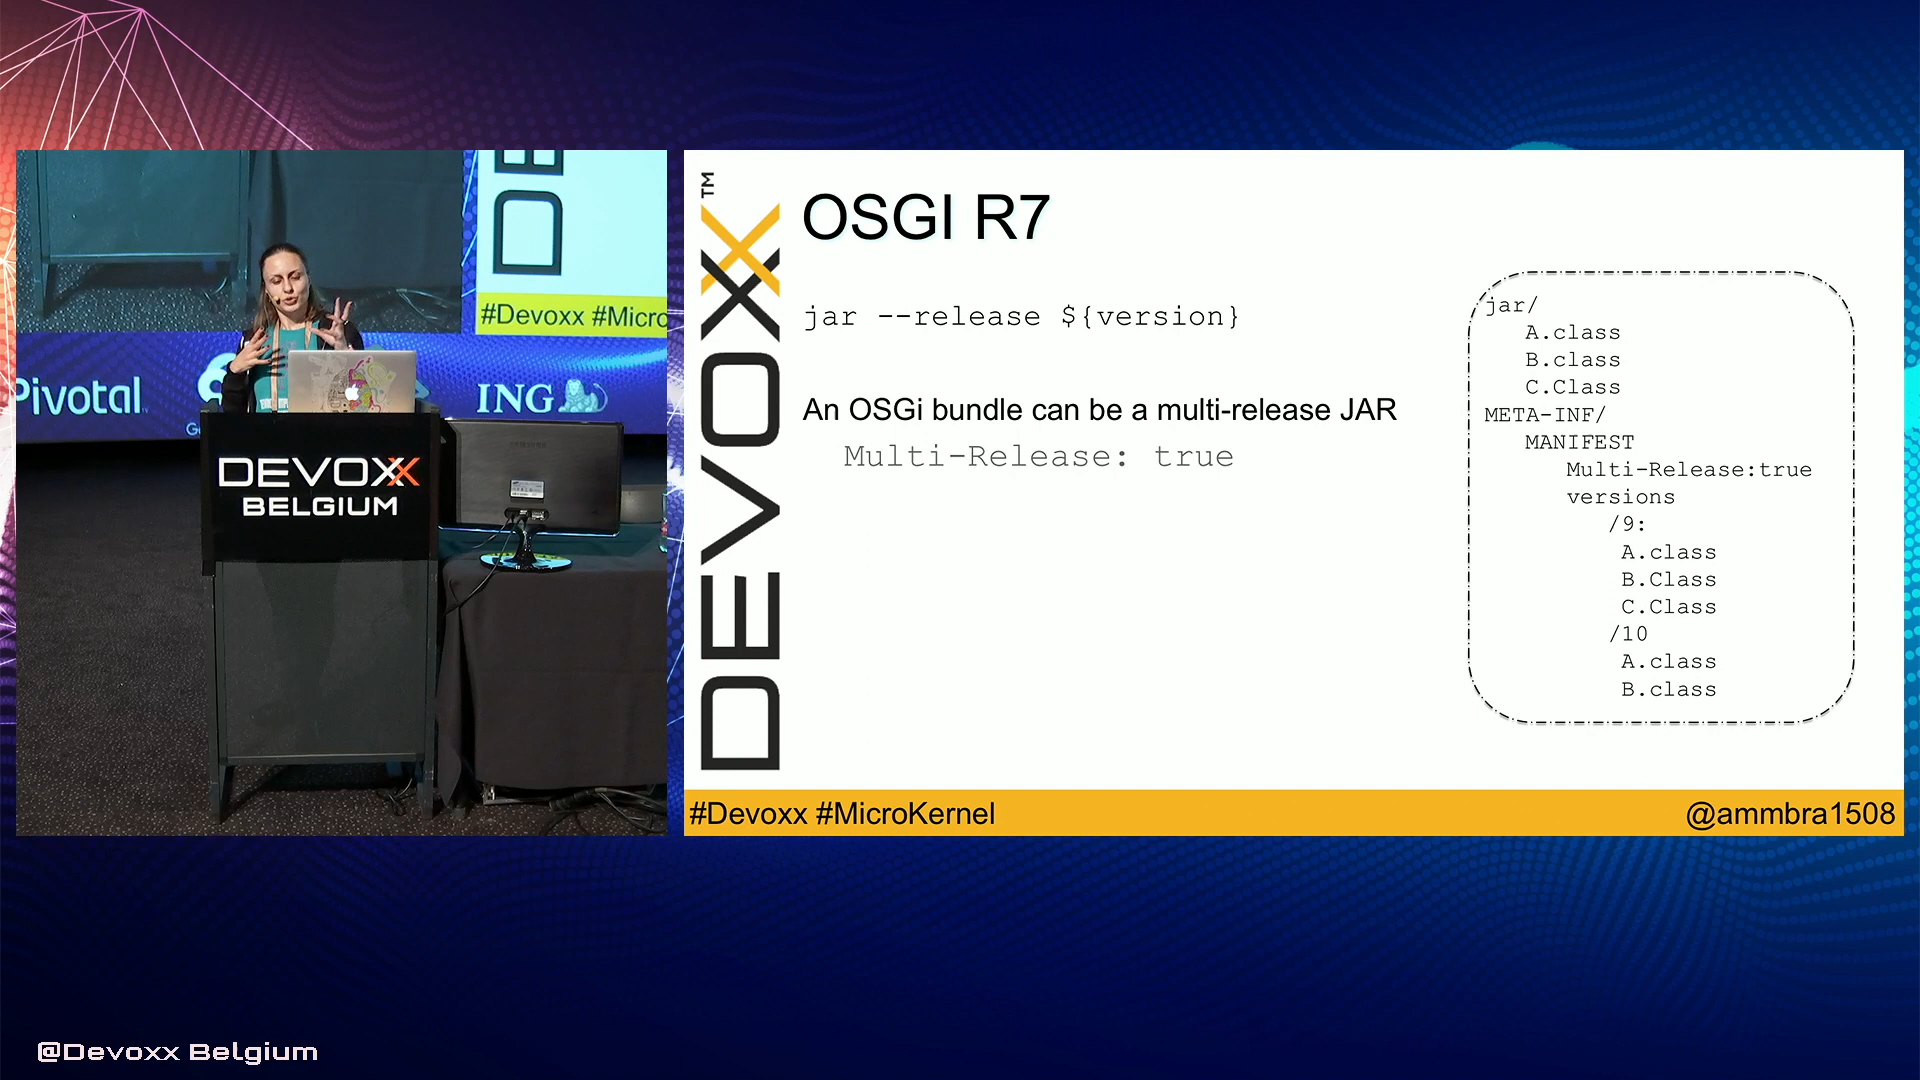 DE
#Devoxx #Micro
Pivotal
ING
DEVOXX
BELGIUM
DEVOXX™
OSGI R7
jar --release ${version}
An OSGi bundle can be a multi-release JAR
Multi-Release: true
jar/
A.class
B.class
C.Class
META-INF/
MANIFEST
Multi-Release:true
versions
/9:
A.class
B.Class
C.Class
/10
A.class
B.class
#Devoxx #MicroKernel
@ammbra1508
@Devoxx Belgium